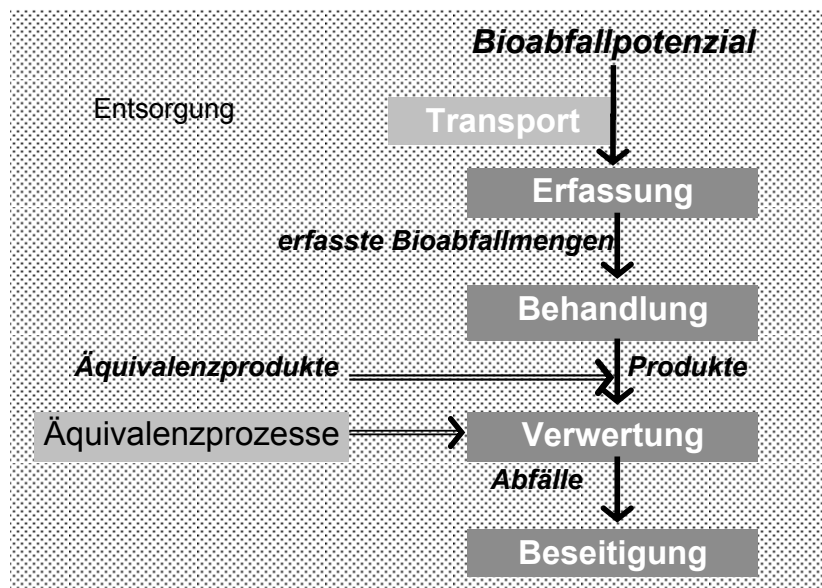 Bioabfallpotenzial
Entsorgung
Transport
Erfassung
erfasste Bioabfallmengen
Behandlung
Äquivalenzprodukte
Produkte
Äquivalenzprozesse
Verwertung
Abfälle
Beseitigung